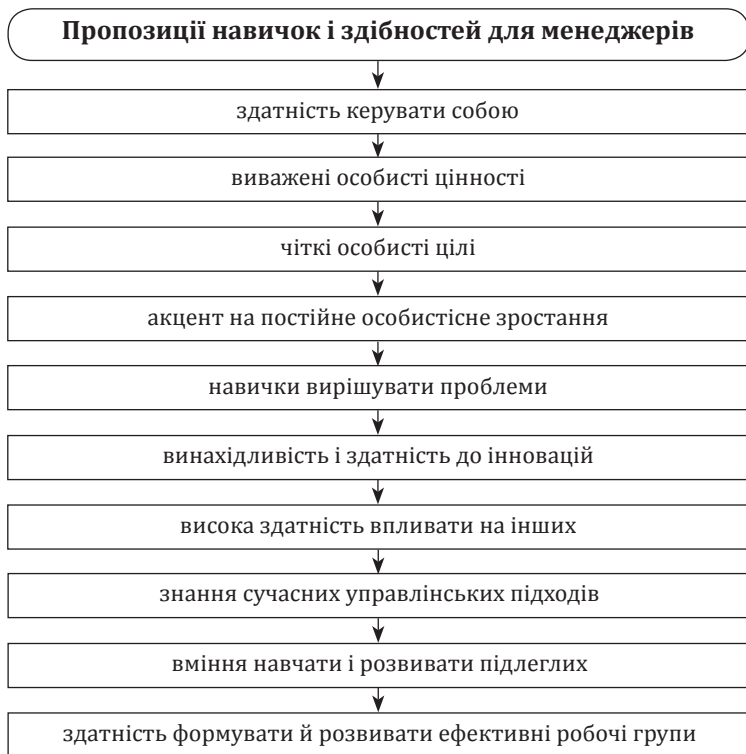 Пропозиції навичок і здібностей для менеджерів
здатність керувати собою
виважені особисті цінності
чіткі особисті цілі
акцент на постійне особистісне зростання
навички вирішувати проблеми
винахідливість і здатність до інновацій
висока здатність впливати на інших
знання сучасних управлінських підходів
вміння навчати і розвивати підлеглих
здатність формувати й розвивати ефективні робочі групи